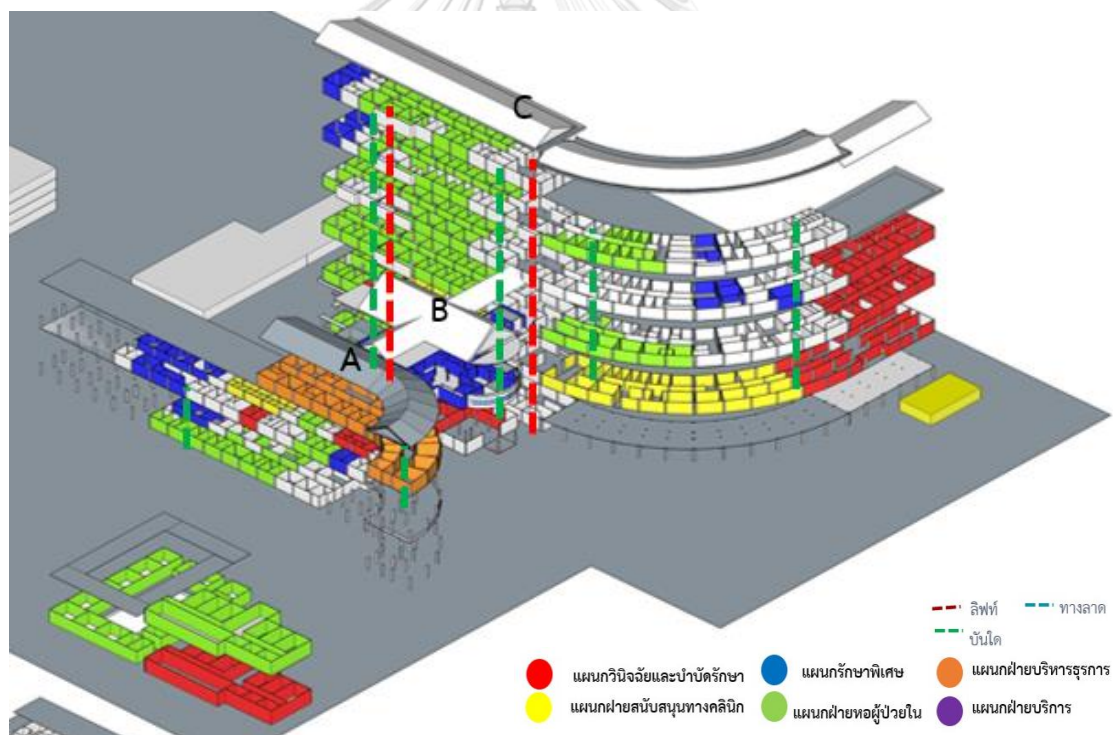 C
B
A
ลิฟท์ ทางลาด
บันใด
แผนกวินิจฉัยและบำบัดรักษา แผนกรักษาพิเศษ แผนกฝ่ายบริหารธุรการ
แผนกฝ่ายสนับสนุนทางคลินิก แผนกฝ่ายหอผู้ป่วยใน แผนกฝ่ายบริการ